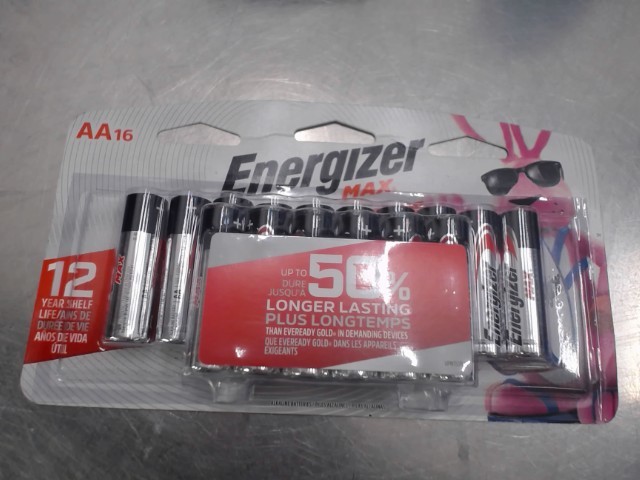 AA16
Energizer
MAX
12
YEAR SHELF
LIFE/ANS DE
DURÉE DE VIE
AÑOS DE VIDA
ÚTIL
MAX
UP TO
DURE
JUSQU'À
50%
LONGER LASTING
PLUS LONGTEMPS
THAN EVEREADY GOLD® IN DEMANDING DEVICES
QUE EVEREADY GOLD® DANS LES APPAREILS
EXIGEANTS
Energizer
Energizer
MAX